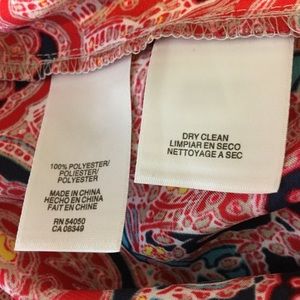 100% POLYESTER/
POLIESTER/
POLYESTER
MADE IN CHINA
HECHO EN CHINA
FAIT EN CHINE
RN 54050
CA 08349
DRY CLEAN
LIMPIAR EN SECO
NETTOYAGE A SEC